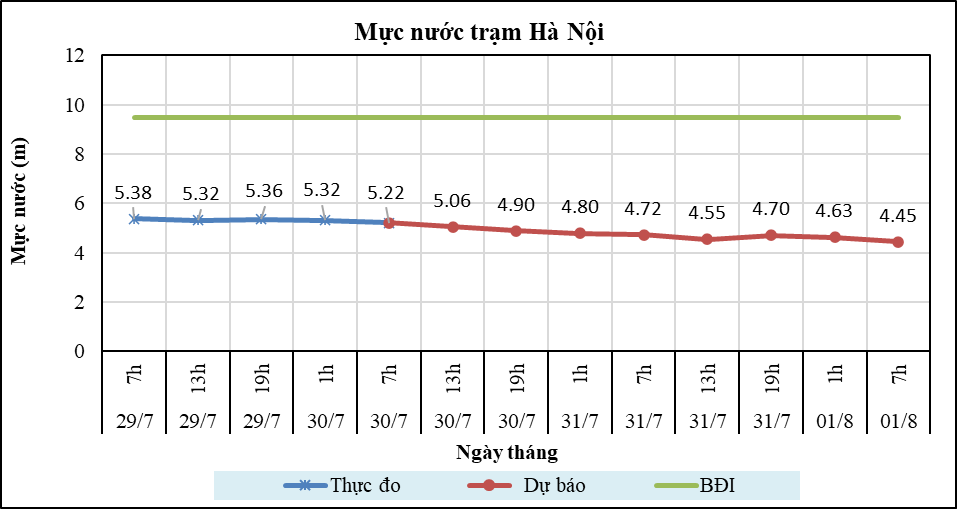 Mực nước trạm Hà Nội
Mực nước (m)
12
10
8
6
4
2
0
5.38 5.32 5.36 5.32 5.22 5.06 4.90 4.80 4.72 4.55 4.70 4.63 4.45
7h 13h 19h 1h 7h 13h 19h 1h 7h 13h 19h 1h 7h
29/7 29/7 29/7 30/7 30/7 30/7 30/7 31/7 31/7 31/7 31/7 01/8 01/8
Ngày tháng
Thực đo Dự báo BĐI